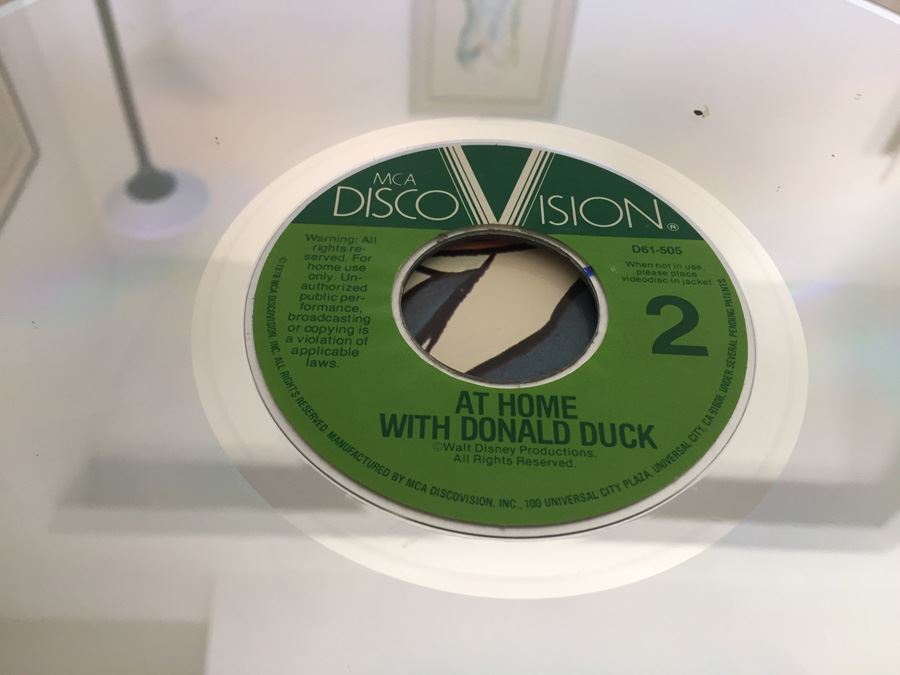 MCA
DISCOVISION®
Warning: All
rights re-
served. For
home use
only. Un-
authorized
public per-
formance,
broadcasting
or copying is
a violation of
applicable
laws.
D61-505
When not in use
please place
videodisc in jacket.
2
AT HOME
WITH DONALD DUCK
©Walt Disney Productions.
All Rights Reserved.
© 1978 MCA DISCOVISION, INC. ALL RIGHTS RESERVED. MANUFACTURED BY MCA DISCOVISION, INC., 100 UNIVERSAL CITY PLAZA, UNIVERSAL CITY, CA 91608, UNDER SEVERAL PENDING PATENTS